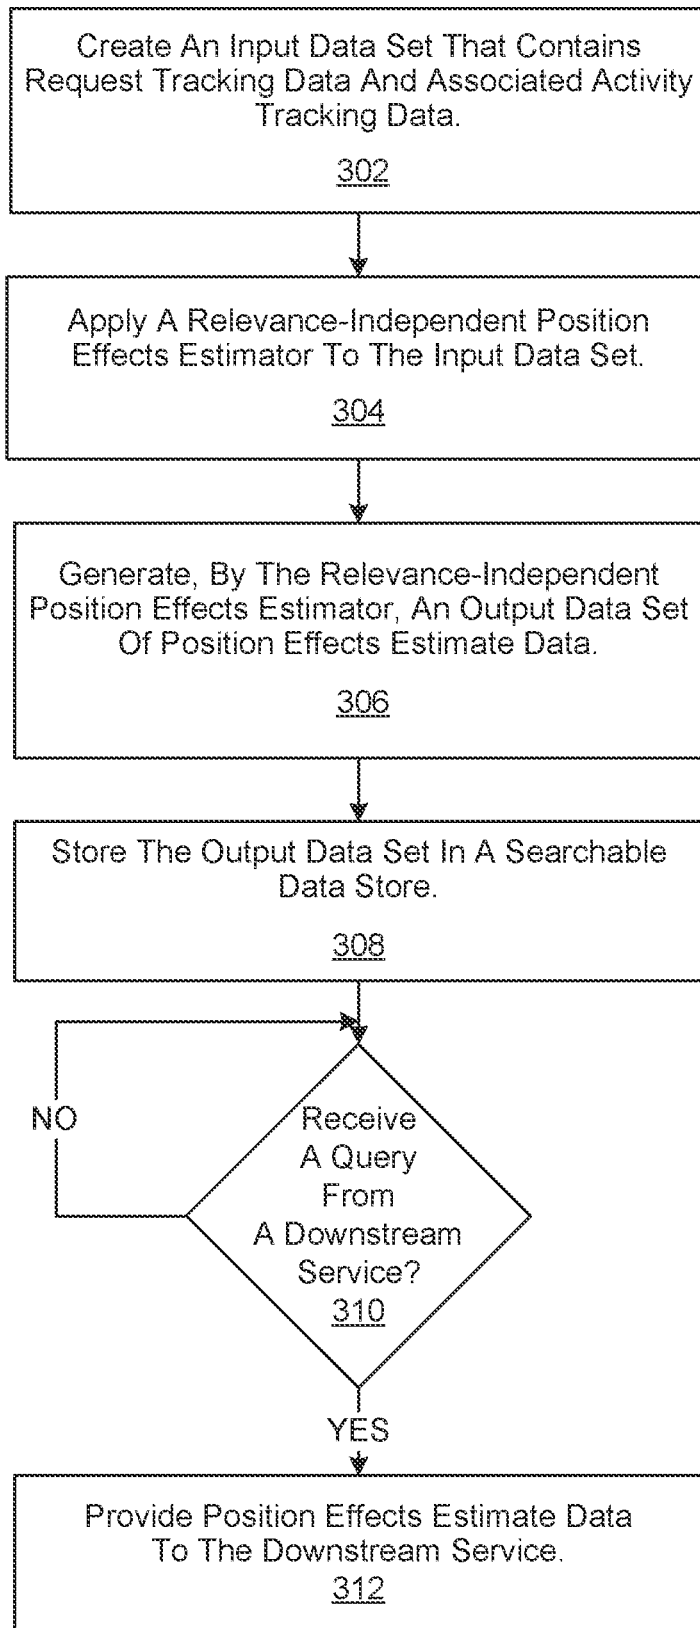 Create An Input Data Set That Contains
Request Tracking Data And Associated Activity
Tracking Data.
302
Apply A Relevance-Independent Position
Effects Estimator To The Input Data Set.
304
Generate, By The Relevance-Independent
Position Effects Estimator, An Output Data Set
Of Position Effects Estimate Data.
306
Store The Output Data Set In A Searchable
Data Store.
308
NO
Receive
A Query
From
A Downstream
Service?
310
YES
Provide Position Effects Estimate Data
To The Downstream Service.
312